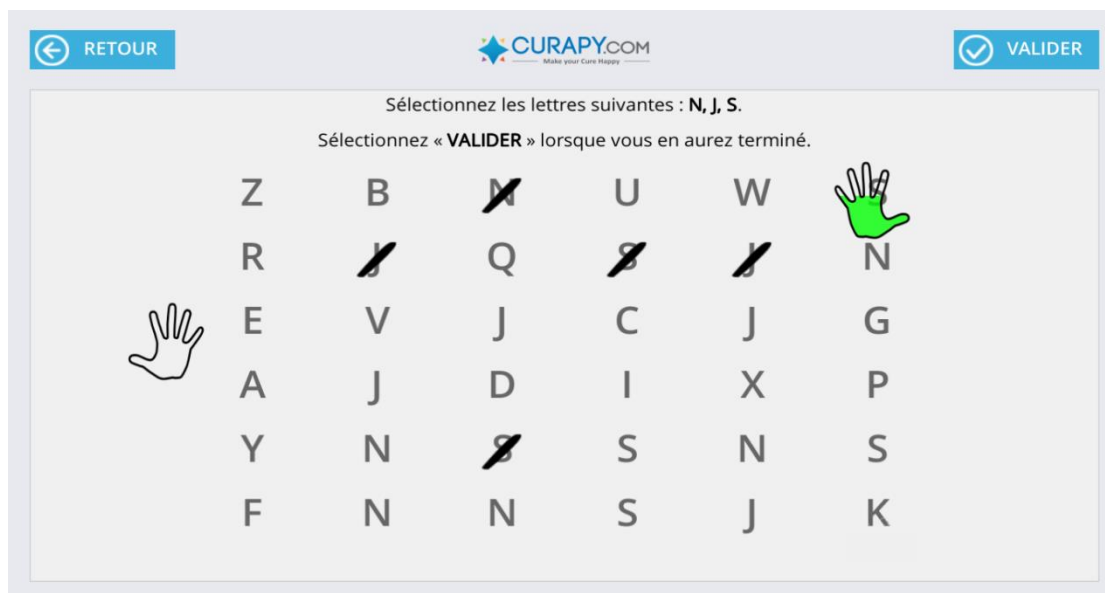 RETOUR
CURAPY.COM
Make your Cure Happy
VALIDER
Sélectionnez les lettres suivantes : N, J, S.
Sélectionnez « VALIDER » lorsque vous en aurez terminé.
Z B N U W S
R J Q S J N
E V J C J G
A J D I X P
Y N S S N S
F N N S J K